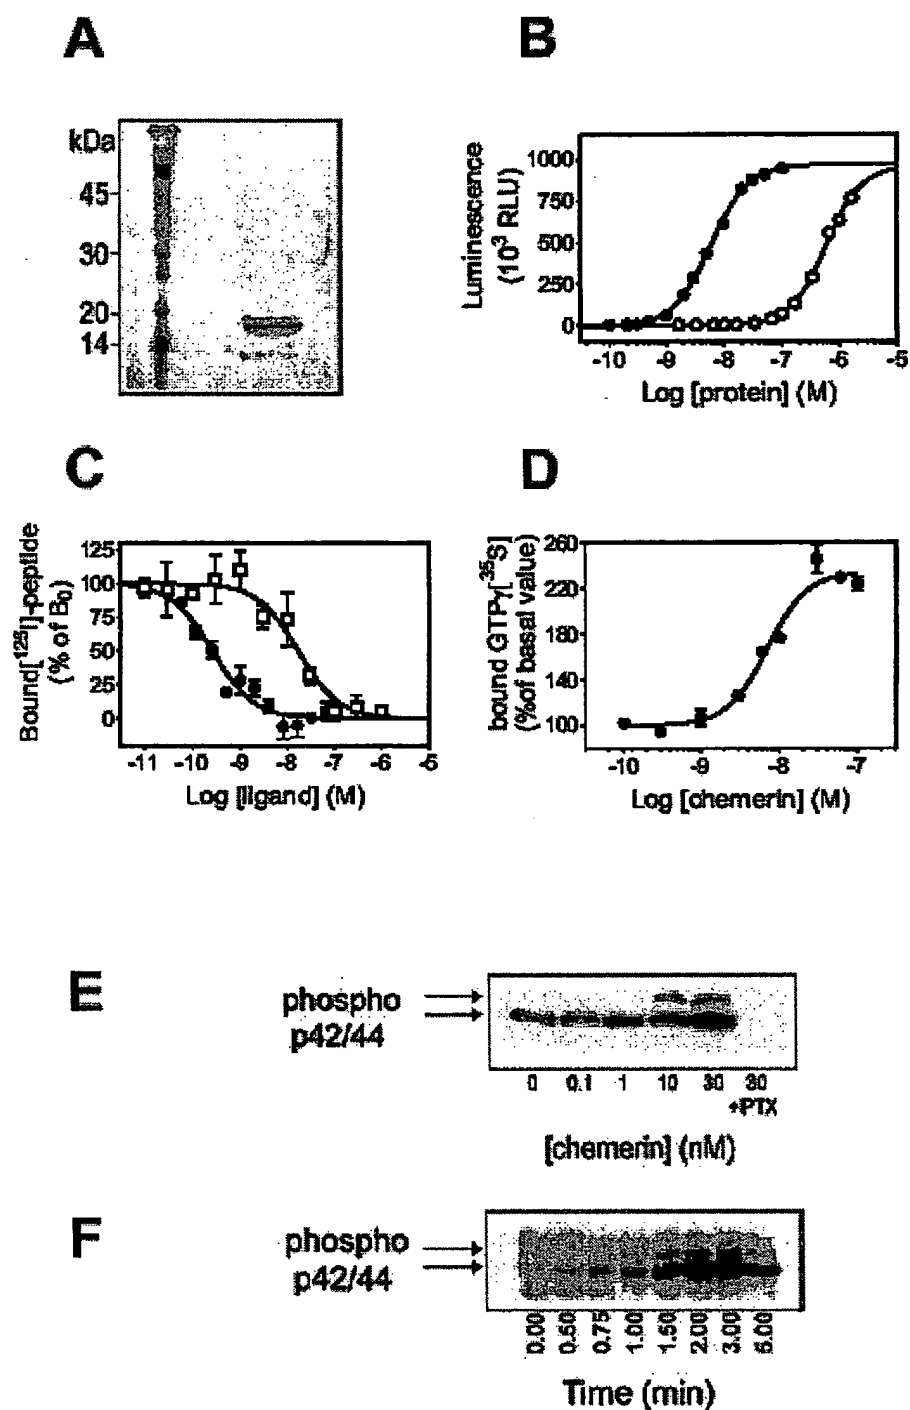 A
kDa
45
30
20
14
B
Luminescence
(10³ RLU)
1000
750
500
250
0
-10 -9 -8 -7 -6 -5
Log [protein] (M)
C
Bound[¹²⁵I]-peptide
(% of B₀)
125
100
75
50
25
0
-11 -10 -9 -8 -7 -6 -5
Log [ligand] (M)
D
bound GTPγ[³⁵S]
(%of basal value)
260
220
180
140
100
-10 -9 -8 -7
Log [chemerin] (M)
E
phospho
p42/44
0 0.1 1 10 30 30
+PTX
[chemerin] (nM)
F
phospho
p42/44
0.00 0.50 0.75 1.00 1.50 2.00 3.00 5.00
Time (min)